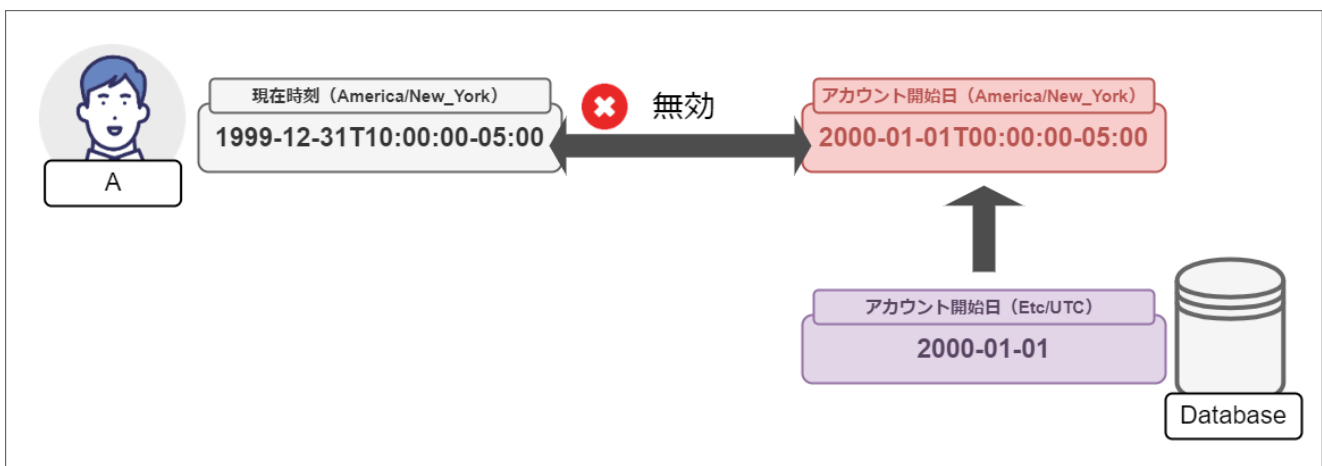 現在時刻（America/New_York）
1999-12-31T10:00:00-05:00
A
無効
アカウント開始日（America/New_York）
2000-01-01T00:00:00-05:00
アカウント開始日（Etc/UTC）
2000-01-01
Database